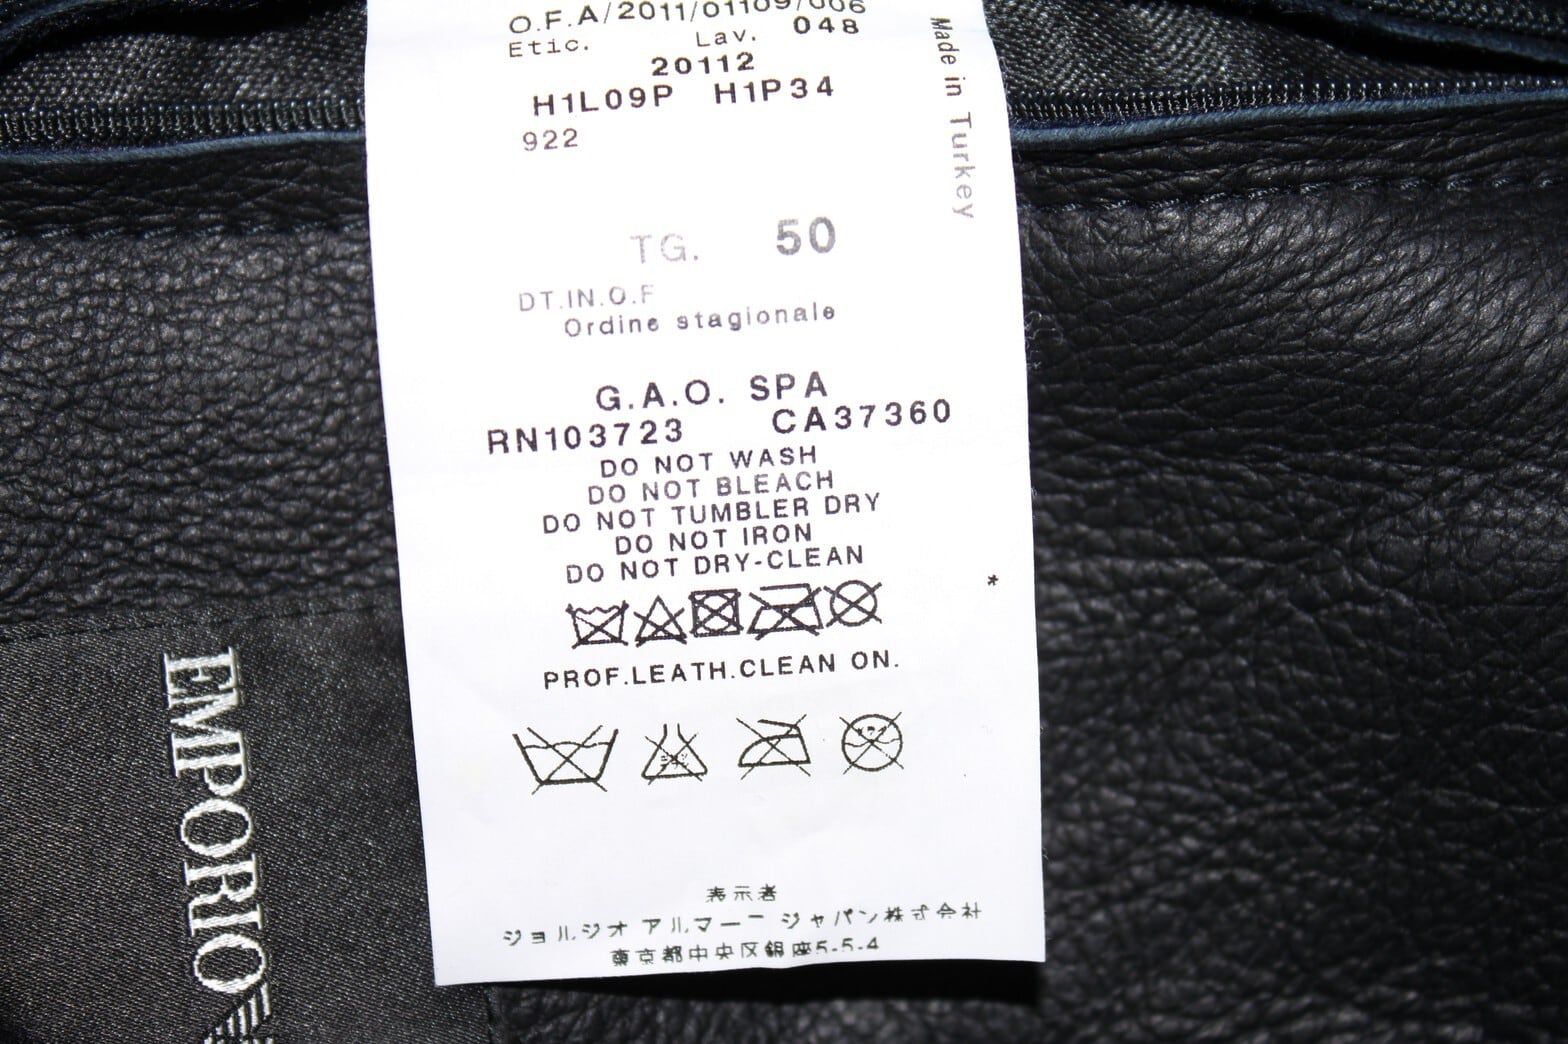 O.F.A/2011/01109/006
Etic. Lav. 048
20112
H1L09P H1P34
922
Made in Turkey
TG. 50
DT.IN.O.F
Ordine stagionale
G.A.O. SPA
RN103723 CA37360
DO NOT WASH
DO NOT BLEACH
DO NOT TUMBLER DRY
DO NOT IRON
DO NOT DRY-CLEAN
*
PROF.LEATH.CLEAN ON.
表示者
ジョルジオ アルマーニ ジャパン株式会社
東京都中央区銀座5-5-4
EMPORIO